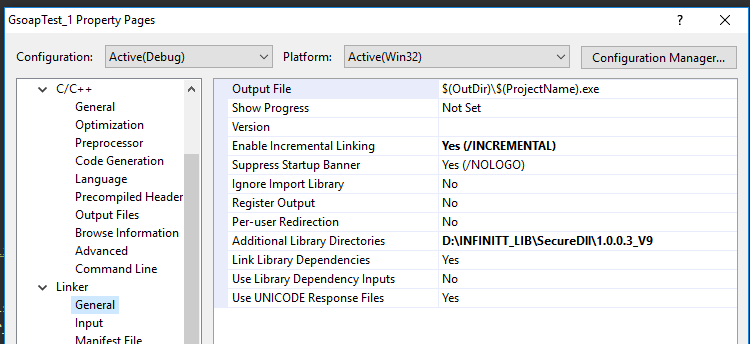 GsoapTest_1 Property Pages ? ×
Configuration: Active(Debug) Platform: Active(Win32) Configuration Manager...
C/C++
General
Optimization
Preprocessor
Code Generation
Language
Precompiled Header
Output Files
Browse Information
Advanced
Command Line
Linker
General
Input
Manifest File
Output File $(OutDir)\$(ProjectName).exe
Show Progress Not Set
Version
Enable Incremental Linking Yes (/INCREMENTAL)
Suppress Startup Banner Yes (/NOLOGO)
Ignore Import Library No
Register Output No
Per-user Redirection No
Additional Library Directories D:\INFINITT_LIB\SecureDll\1.0.0.3_V9
Link Library Dependencies Yes
Use Library Dependency Inputs No
Use UNICODE Response Files Yes